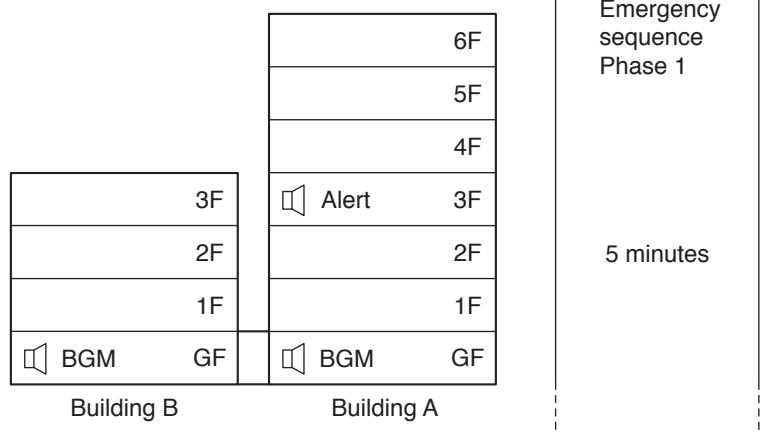 Emergency
sequence
Phase 1
6F
5F
4F
3F Alert 3F
2F 2F 5 minutes
1F 1F
BGM GF BGM GF
Building B Building A